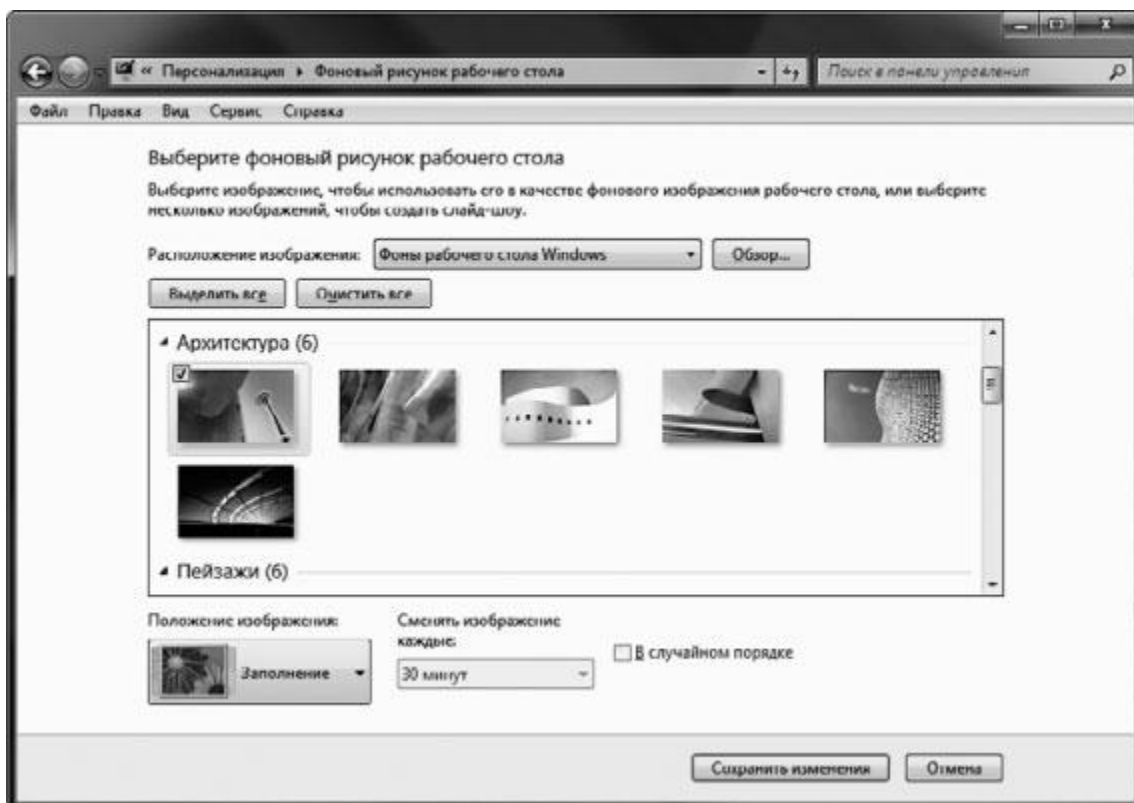 « Персонализация ▸ Фоновый рисунок рабочего стола
Поиск в панели управления
Файл Правка Вид Сервис Справка
Выберите фоновый рисунок рабочего стола
Выберите изображение, чтобы использовать его в качестве фонового изображения рабочего стола, или выберите
несколько изображений, чтобы создать слайд-шоу.
Расположение изображения: Фоны рабочего стола Windows Обзор...
Выделить все Очистить все
Архитектура (6)
Пейзажи (6)
Положение изображения: Сменять изображение
каждые:
Заполнение 30 минут В случайном порядке
Сохранить изменения Отмена